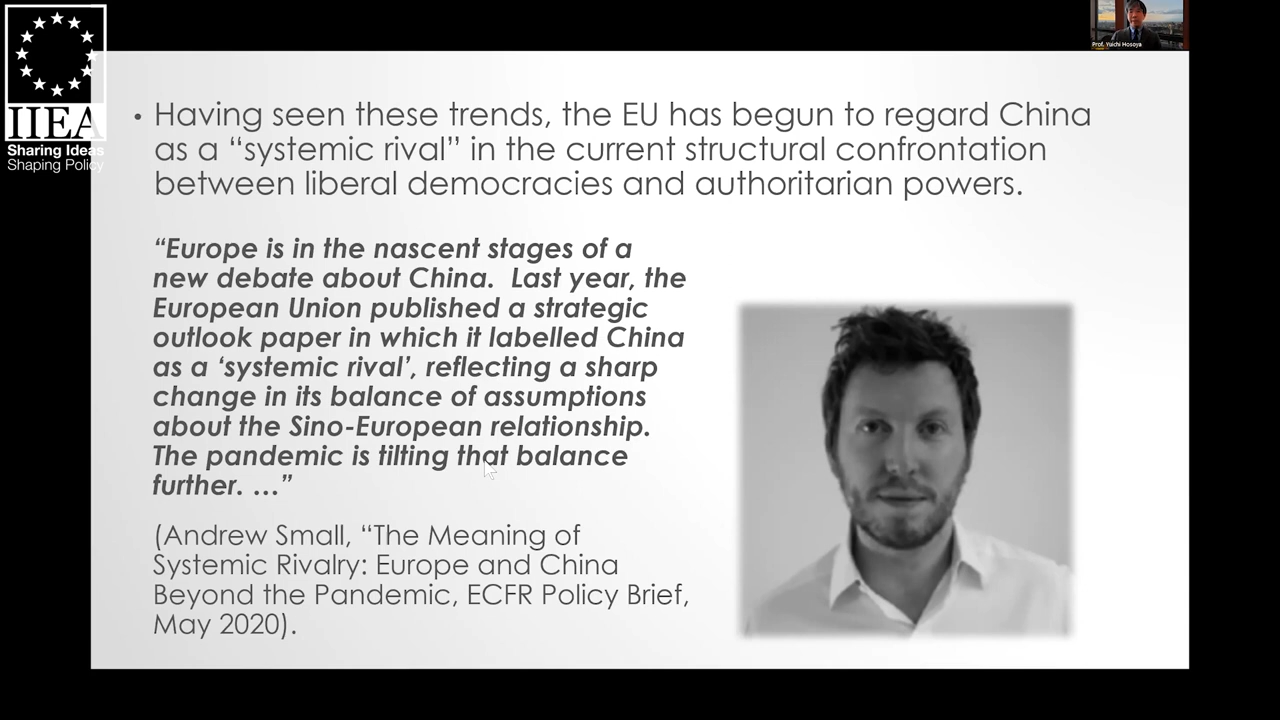 IIEA
Sharing Ideas
Shaping Policy
Prof. Yuichi Hosoya
• Having seen these trends, the EU has begun to regard China
as a “systemic rival” in the current structural confrontation
between liberal democracies and authoritarian powers.
“Europe is in the nascent stages of a
new debate about China.  Last year, the
European Union published a strategic
outlook paper in which it labelled China
as a ‘systemic rival’, reflecting a sharp
change in its balance of assumptions
about the Sino-European relationship.
The pandemic is tilting that balance
further. …”
(Andrew Small, “The Meaning of
Systemic Rivalry: Europe and China
Beyond the Pandemic, ECFR Policy Brief,
May 2020).